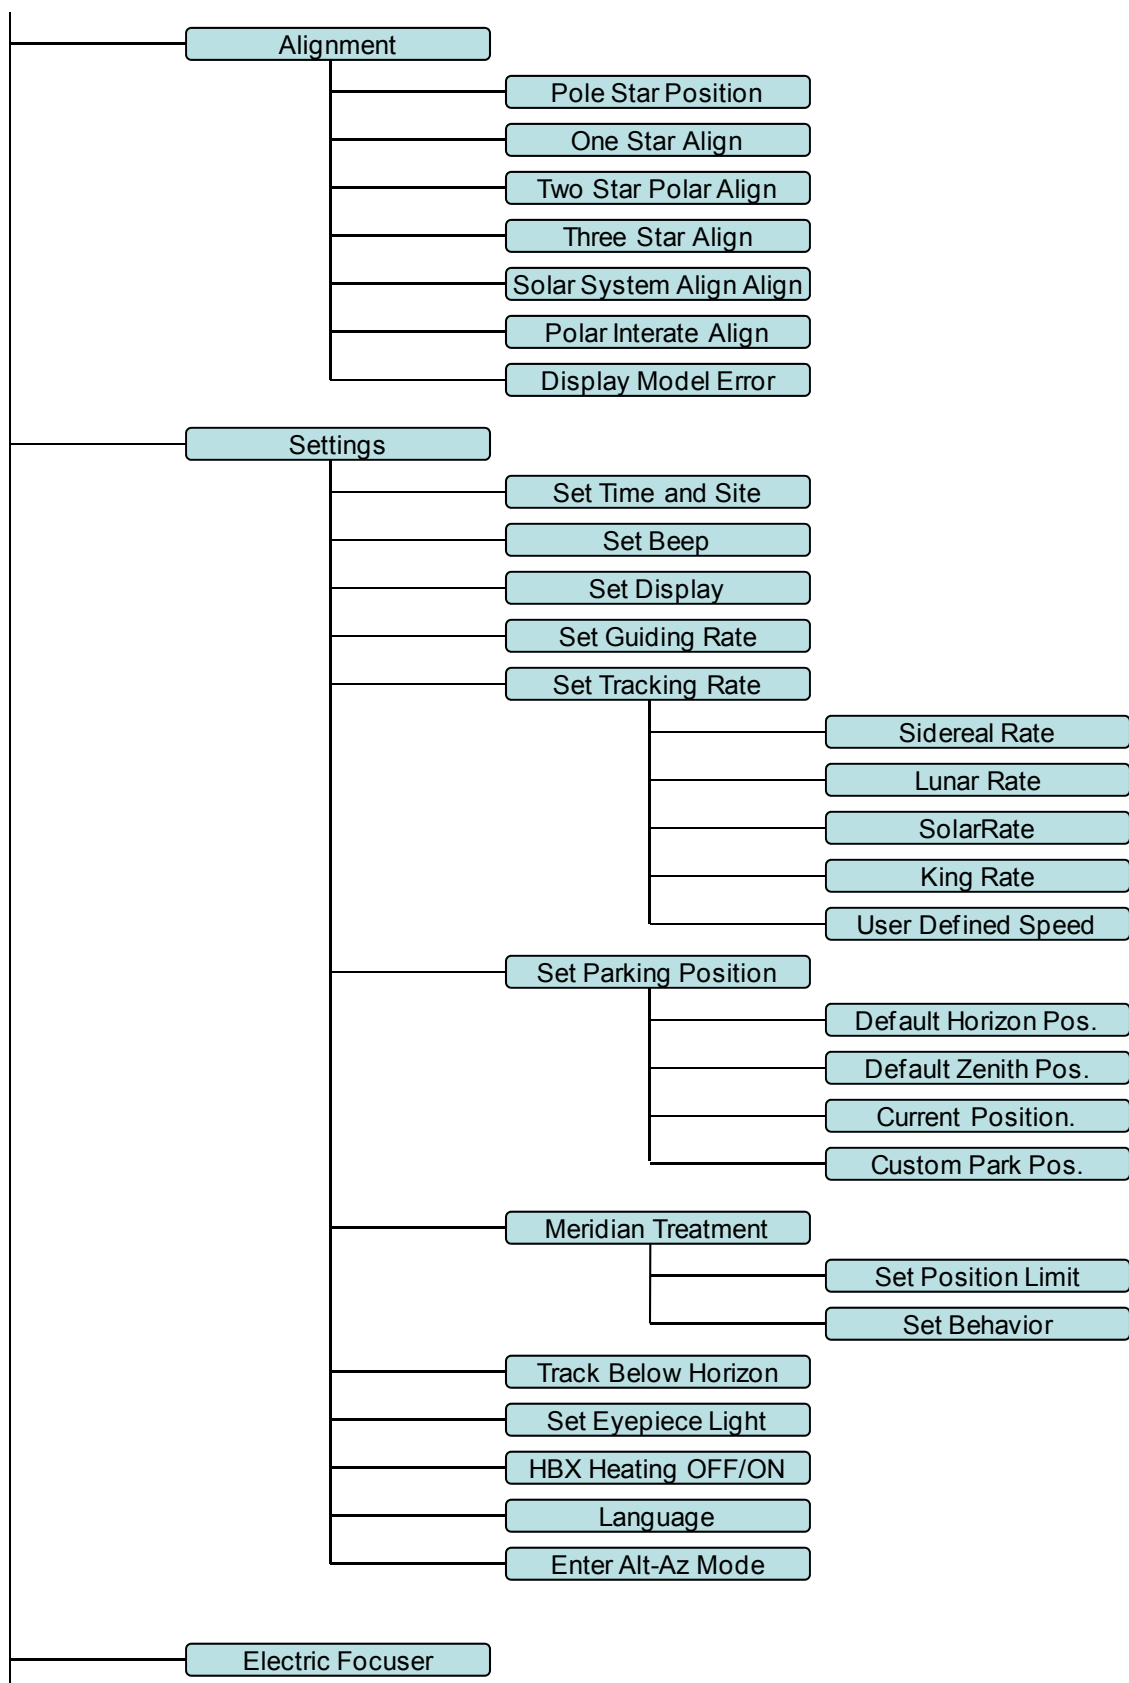 Alignment
Pole Star Position
One Star Align
Two Star Polar Align
Three Star Align
Solar System Align Align
Polar Interate Align
Display Model Error
Settings
Set Time and Site
Set Beep
Set Display
Set Guiding Rate
Set Tracking Rate
Sidereal Rate
Lunar Rate
SolarRate
King Rate
User Defined Speed
Set Parking Position
Default Horizon Pos.
Default Zenith Pos.
Current Position.
Custom Park Pos.
Meridian Treatment
Set Position Limit
Set Behavior
Track Below Horizon
Set Eyepiece Light
HBX Heating OFF/ON
Language
Enter Alt-Az Mode
Electric Focuser